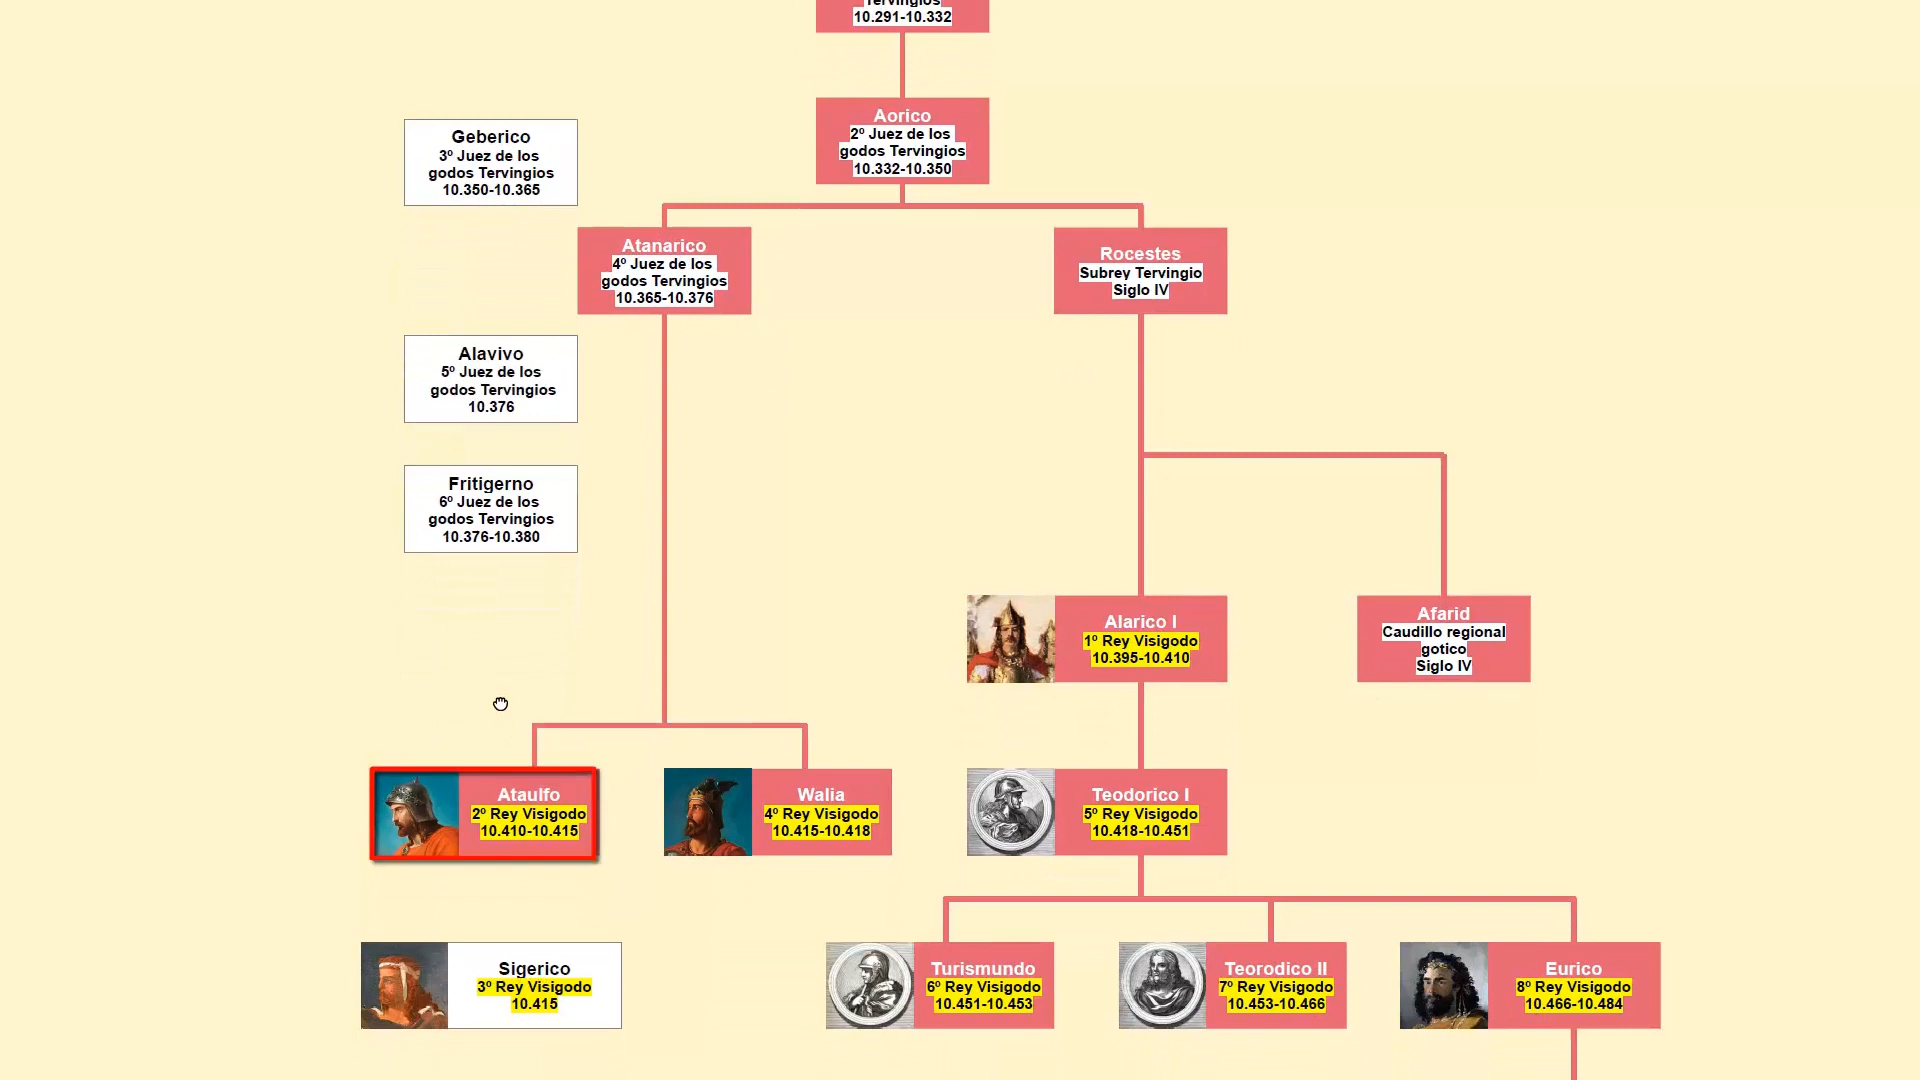 Tervingios
10.291-10.332
Aorico
2º Juez de los
godos Tervingios
10.332-10.350
Geberico
3º Juez de los
godos Tervingios
10.350-10.365
Atanarico
4º Juez de los
godos Tervingios
10.365-10.376
Rocestes
Subrey Tervingio
Siglo IV
Alavivo
5º Juez de los
godos Tervingios
10.376
Fritigerno
6º Juez de los
godos Tervingios
10.376-10.380
Alarico I
1º Rey Visigodo
10.395-10.410
Afarid
Caudillo regional
gotico
Siglo IV
Ataulfo
2º Rey Visigodo
10.410-10.415
Walia
4º Rey Visigodo
10.415-10.418
Teodorico I
5º Rey Visigodo
10.418-10.451
Sigerico
3º Rey Visigodo
10.415
Turismundo
6º Rey Visigodo
10.451-10.453
Teorodico II
7º Rey Visigodo
10.453-10.466
Eurico
8º Rey Visigodo
10.466-10.484